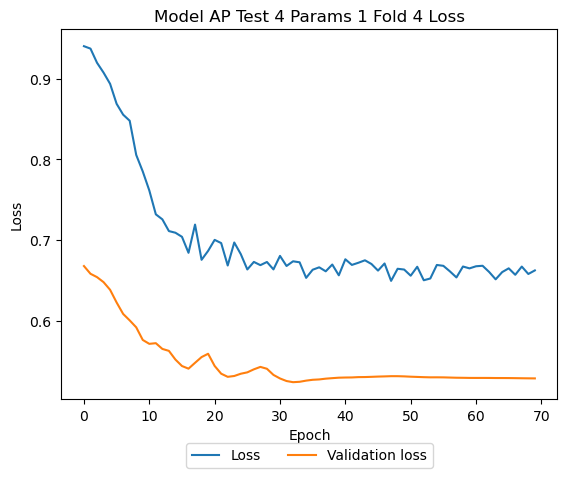 Model AP Test 4 Params 1 Fold 4 Loss
Loss
0.9
0.8
0.7
0.6
0 10 20 30 40 50 60 70
Epoch
Loss Validation loss